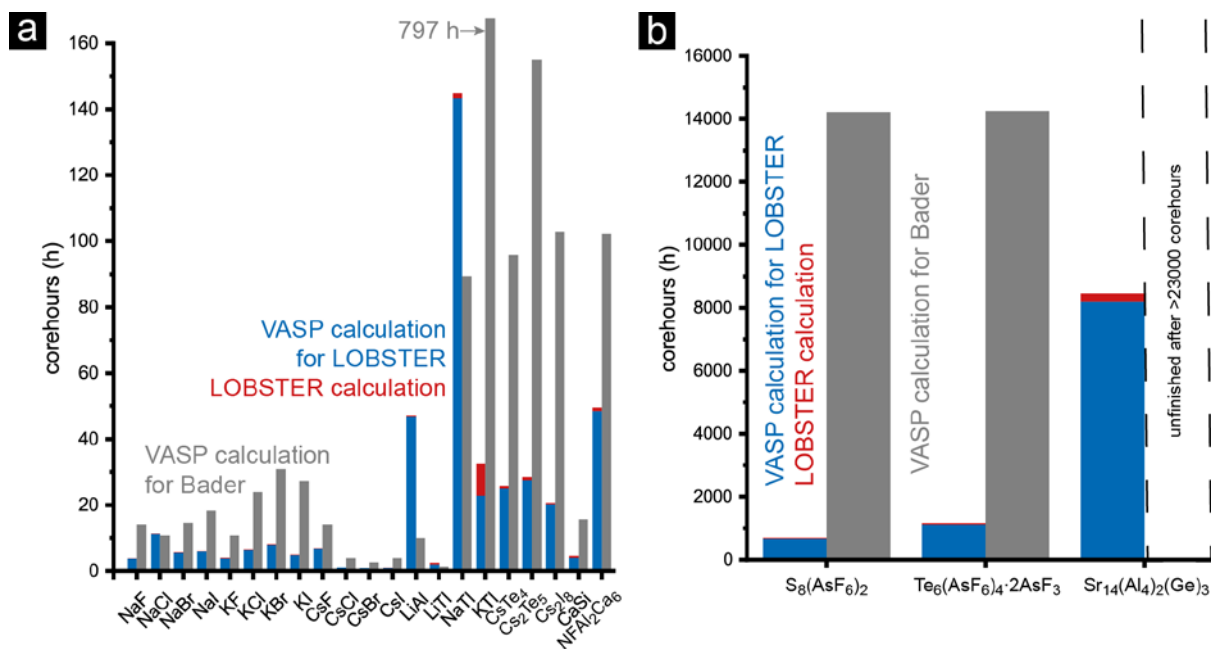 a
797 h
160
140
120
100
80
60
40
20
0
corehours (h)
VASP calculation
for LOBSTER
LOBSTER calculation
VASP calculation
for Bader
NaF
NaCl
NaBr
NaI
KF
KCl
KBr
KI
CsF
CsCl
CsBr
CsI
LiAl
LiTl
NaTl
KTl
CsTe₄
Cs₂Te₅
Cs₂I₈
CaSi
NFAl₂Ca₆
b
16000
14000
12000
10000
8000
6000
4000
2000
0
corehours (h)
VASP calculation for LOBSTER
LOBSTER calculation
VASP calculation for Bader
unfinished after >23000 corehours
S₈(AsF₆)₂
Te₆(AsF₆)₄·2AsF₃
Sr₁₄(Al₄)₂(Ge)₃